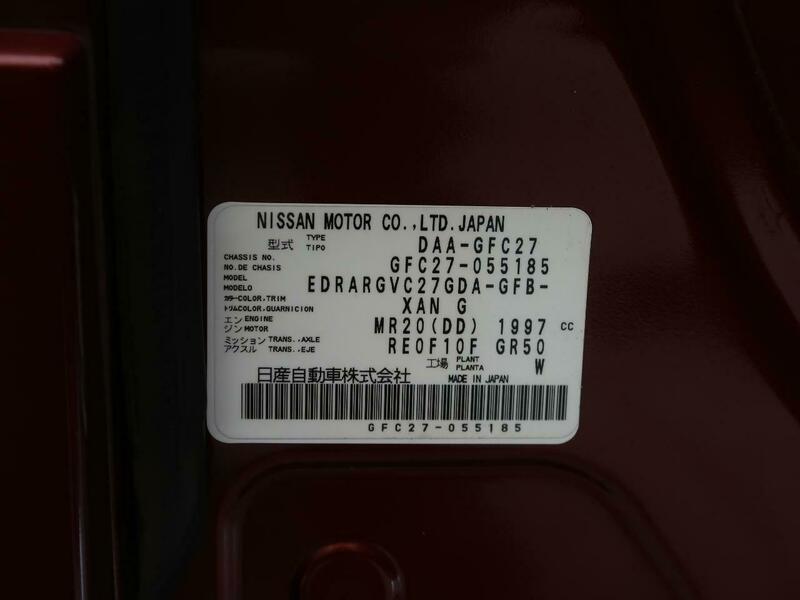 NISSAN MOTOR CO.,LTD.JAPAN
型式 TYPE TIPO DAA-GFC27
CHASSIS NO.
NO.DE CHASIS GFC27-055185
MODEL
MODELO EDRARGVC27GDA-GFB-
カラーCOLOR,TRIM
トリムCOLOR,GUARNICION XAN G
エンジン ENGINE MOTOR MR20(DD) 1997 CC
ミッション TRANS.,AXLE
アクスル TRANS.,EJE RE0F10F GR50
工場 PLANT PLANTA W
日産自動車株式会社 MADE IN JAPAN
GFC27-055185